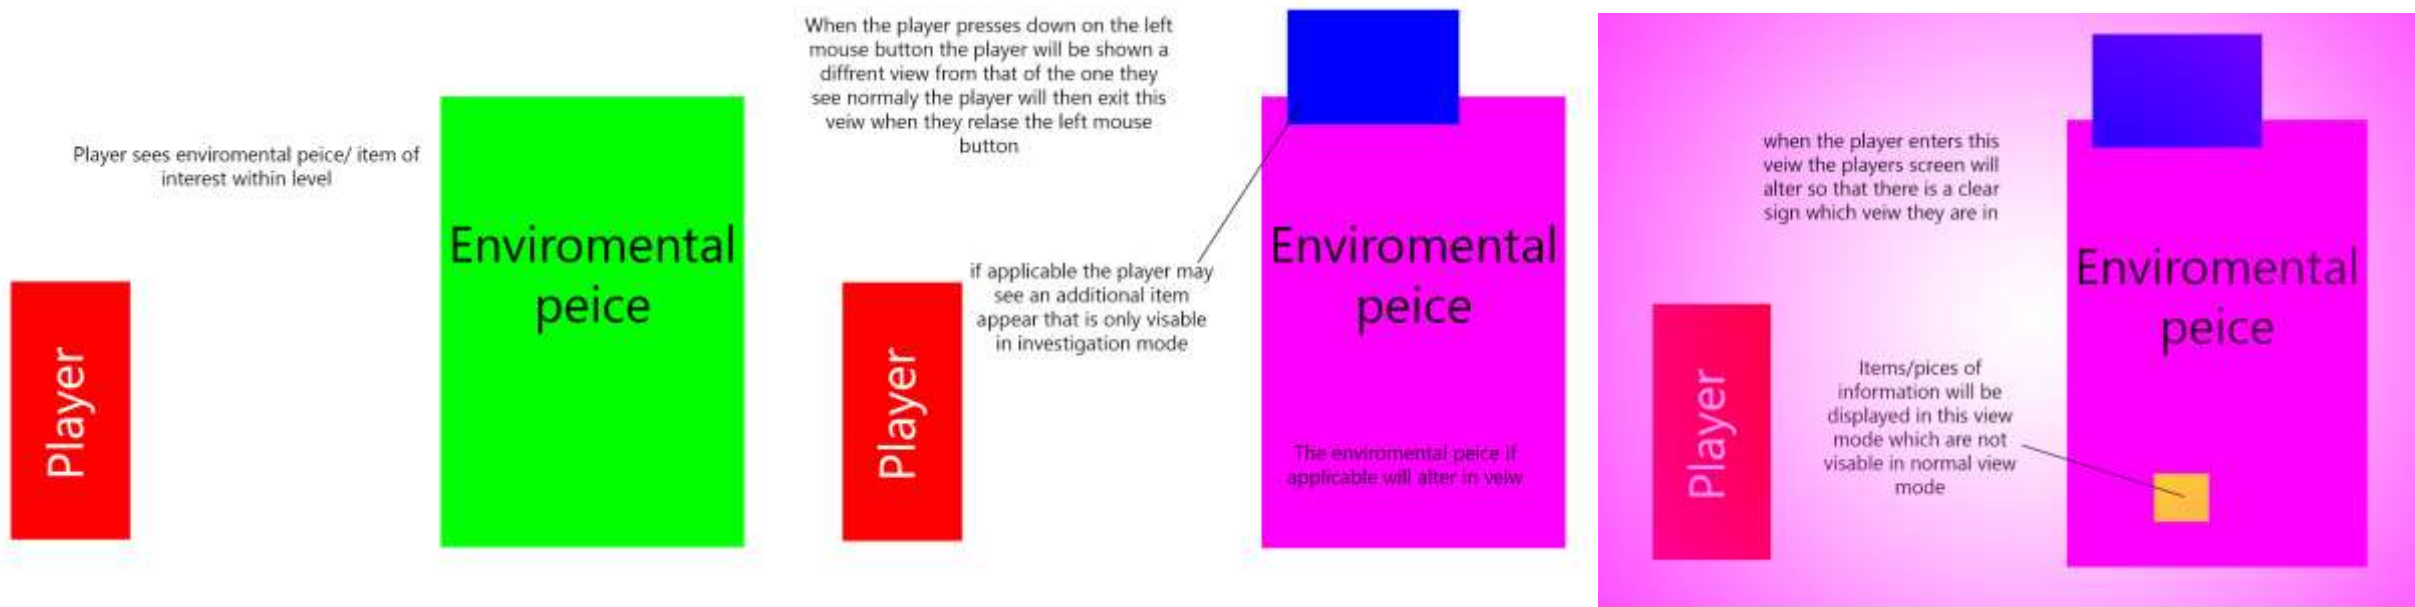 Player sees enviromental peice/ item of
interest within level
Enviromental
peice
Player
When the player presses down on the left
mouse button the player will be shown a
diffrent view from that of the one they
see normaly the player will then exit this
veiw when they relase the left mouse
button
if applicable the player may
see an additional item
appear that is only visable
in investigation mode
Enviromental
peice
Player
The enviromental peice if
applicable will alter in veiw
when the player enters this
veiw the players screen will
alter so that there is a clear
sign which veiw they are in
Enviromental
peice
Player
Items/pices of
information will be
displayed in this view
mode which are not
visable in normal view
mode